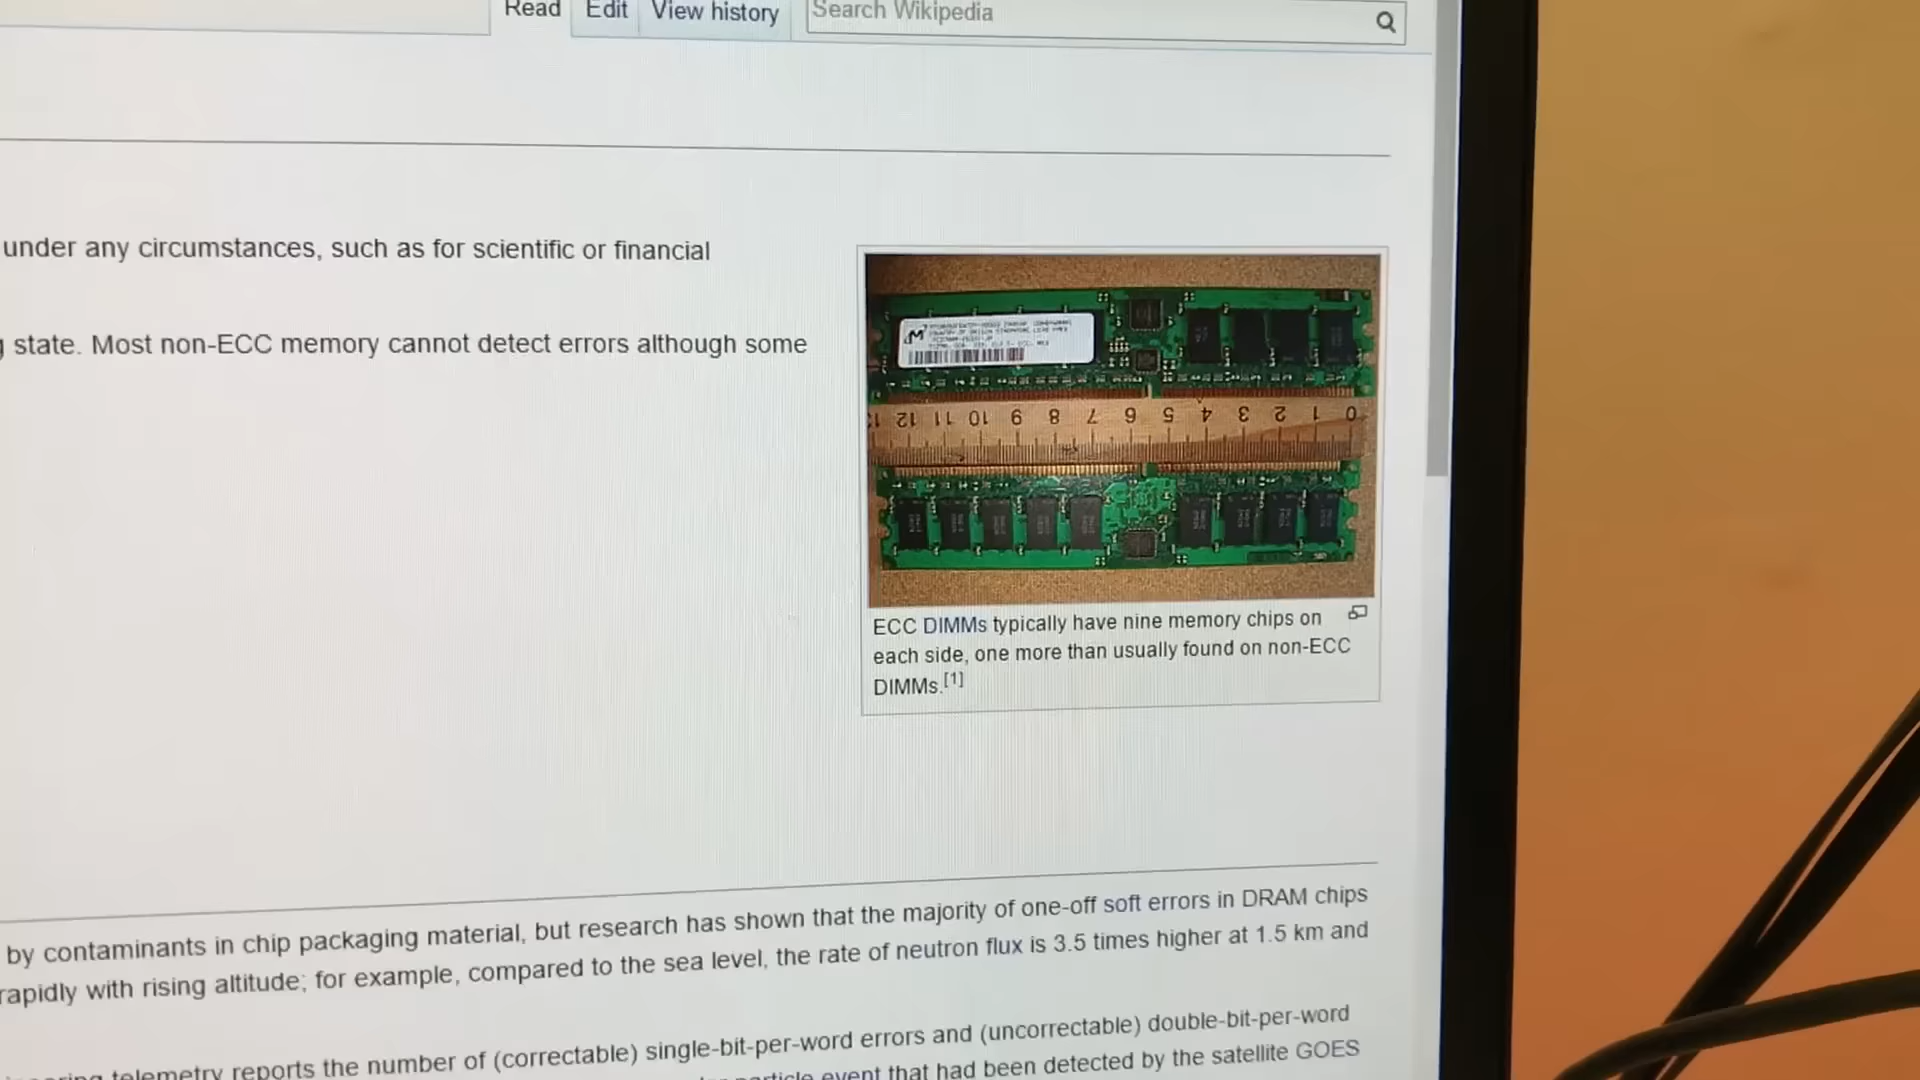 Read Edit View history Search Wikipedia
under any circumstances, such as for scientific or financial
state. Most non-ECC memory cannot detect errors although some
12 11 10 9 8 7 6 5 4 3 2 1 0
ECC DIMMs typically have nine memory chips on
each side, one more than usually found on non-ECC
DIMMs.[1]
by contaminants in chip packaging material, but research has shown that the majority of one-off soft errors in DRAM chips
rapidly with rising altitude; for example, compared to the sea level, the rate of neutron flux is 3.5 times higher at 1.5 km and
telemetry reports the number of (correctable) single-bit-per-word errors and (uncorrectable) double-bit-per-word
particle event that had been detected by the satellite GOES